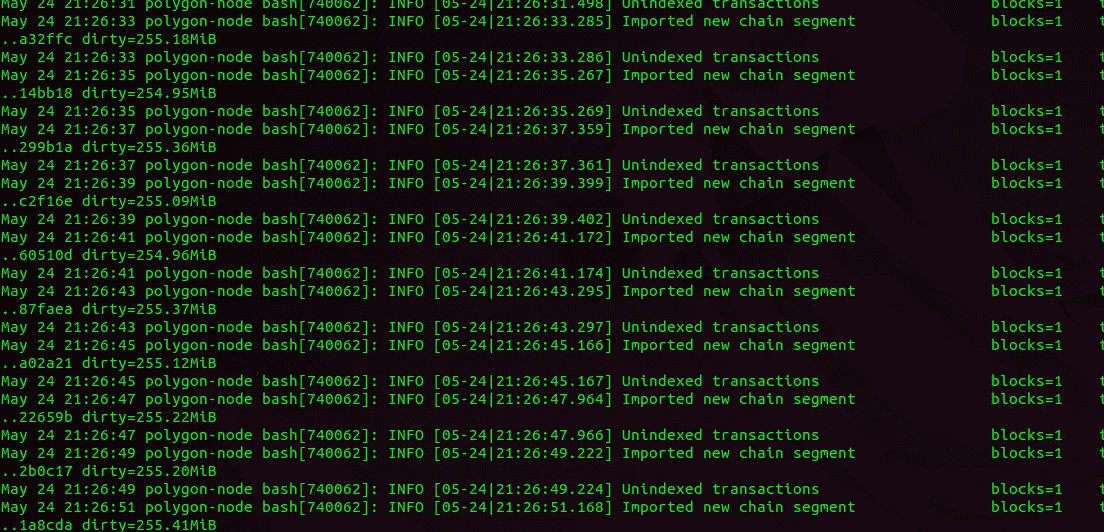 May 24 21:26:31 polygon-node bash[740062]: INFO [05-24|21:26:31.498] Unindexed transactions blocks=1
May 24 21:26:33 polygon-node bash[740062]: INFO [05-24|21:26:33.285] Imported new chain segment blocks=1
..a32ffc dirty=255.18MiB
May 24 21:26:33 polygon-node bash[740062]: INFO [05-24|21:26:33.286] Unindexed transactions blocks=1
May 24 21:26:35 polygon-node bash[740062]: INFO [05-24|21:26:35.267] Imported new chain segment blocks=1
..14bb18 dirty=254.95MiB
May 24 21:26:35 polygon-node bash[740062]: INFO [05-24|21:26:35.269] Unindexed transactions blocks=1
May 24 21:26:37 polygon-node bash[740062]: INFO [05-24|21:26:37.359] Imported new chain segment blocks=1
..299b1a dirty=255.36MiB
May 24 21:26:37 polygon-node bash[740062]: INFO [05-24|21:26:37.361] Unindexed transactions blocks=1
May 24 21:26:39 polygon-node bash[740062]: INFO [05-24|21:26:39.399] Imported new chain segment blocks=1
..c2f16e dirty=255.09MiB
May 24 21:26:39 polygon-node bash[740062]: INFO [05-24|21:26:39.402] Unindexed transactions blocks=1
May 24 21:26:41 polygon-node bash[740062]: INFO [05-24|21:26:41.172] Imported new chain segment blocks=1
..60510d dirty=254.96MiB
May 24 21:26:41 polygon-node bash[740062]: INFO [05-24|21:26:41.174] Unindexed transactions blocks=1
May 24 21:26:43 polygon-node bash[740062]: INFO [05-24|21:26:43.295] Imported new chain segment blocks=1
..87faea dirty=255.37MiB
May 24 21:26:43 polygon-node bash[740062]: INFO [05-24|21:26:43.297] Unindexed transactions blocks=1
May 24 21:26:45 polygon-node bash[740062]: INFO [05-24|21:26:45.166] Imported new chain segment blocks=1
..a02a21 dirty=255.12MiB
May 24 21:26:45 polygon-node bash[740062]: INFO [05-24|21:26:45.167] Unindexed transactions blocks=1
May 24 21:26:47 polygon-node bash[740062]: INFO [05-24|21:26:47.964] Imported new chain segment blocks=1
..22659b dirty=255.22MiB
May 24 21:26:47 polygon-node bash[740062]: INFO [05-24|21:26:47.966] Unindexed transactions blocks=1
May 24 21:26:49 polygon-node bash[740062]: INFO [05-24|21:26:49.222] Imported new chain segment blocks=1
..2b0c17 dirty=255.20MiB
May 24 21:26:49 polygon-node bash[740062]: INFO [05-24|21:26:49.224] Unindexed transactions blocks=1
May 24 21:26:51 polygon-node bash[740062]: INFO [05-24|21:26:51.168] Imported new chain segment blocks=1
..1a8cda dirty=255.41MiB